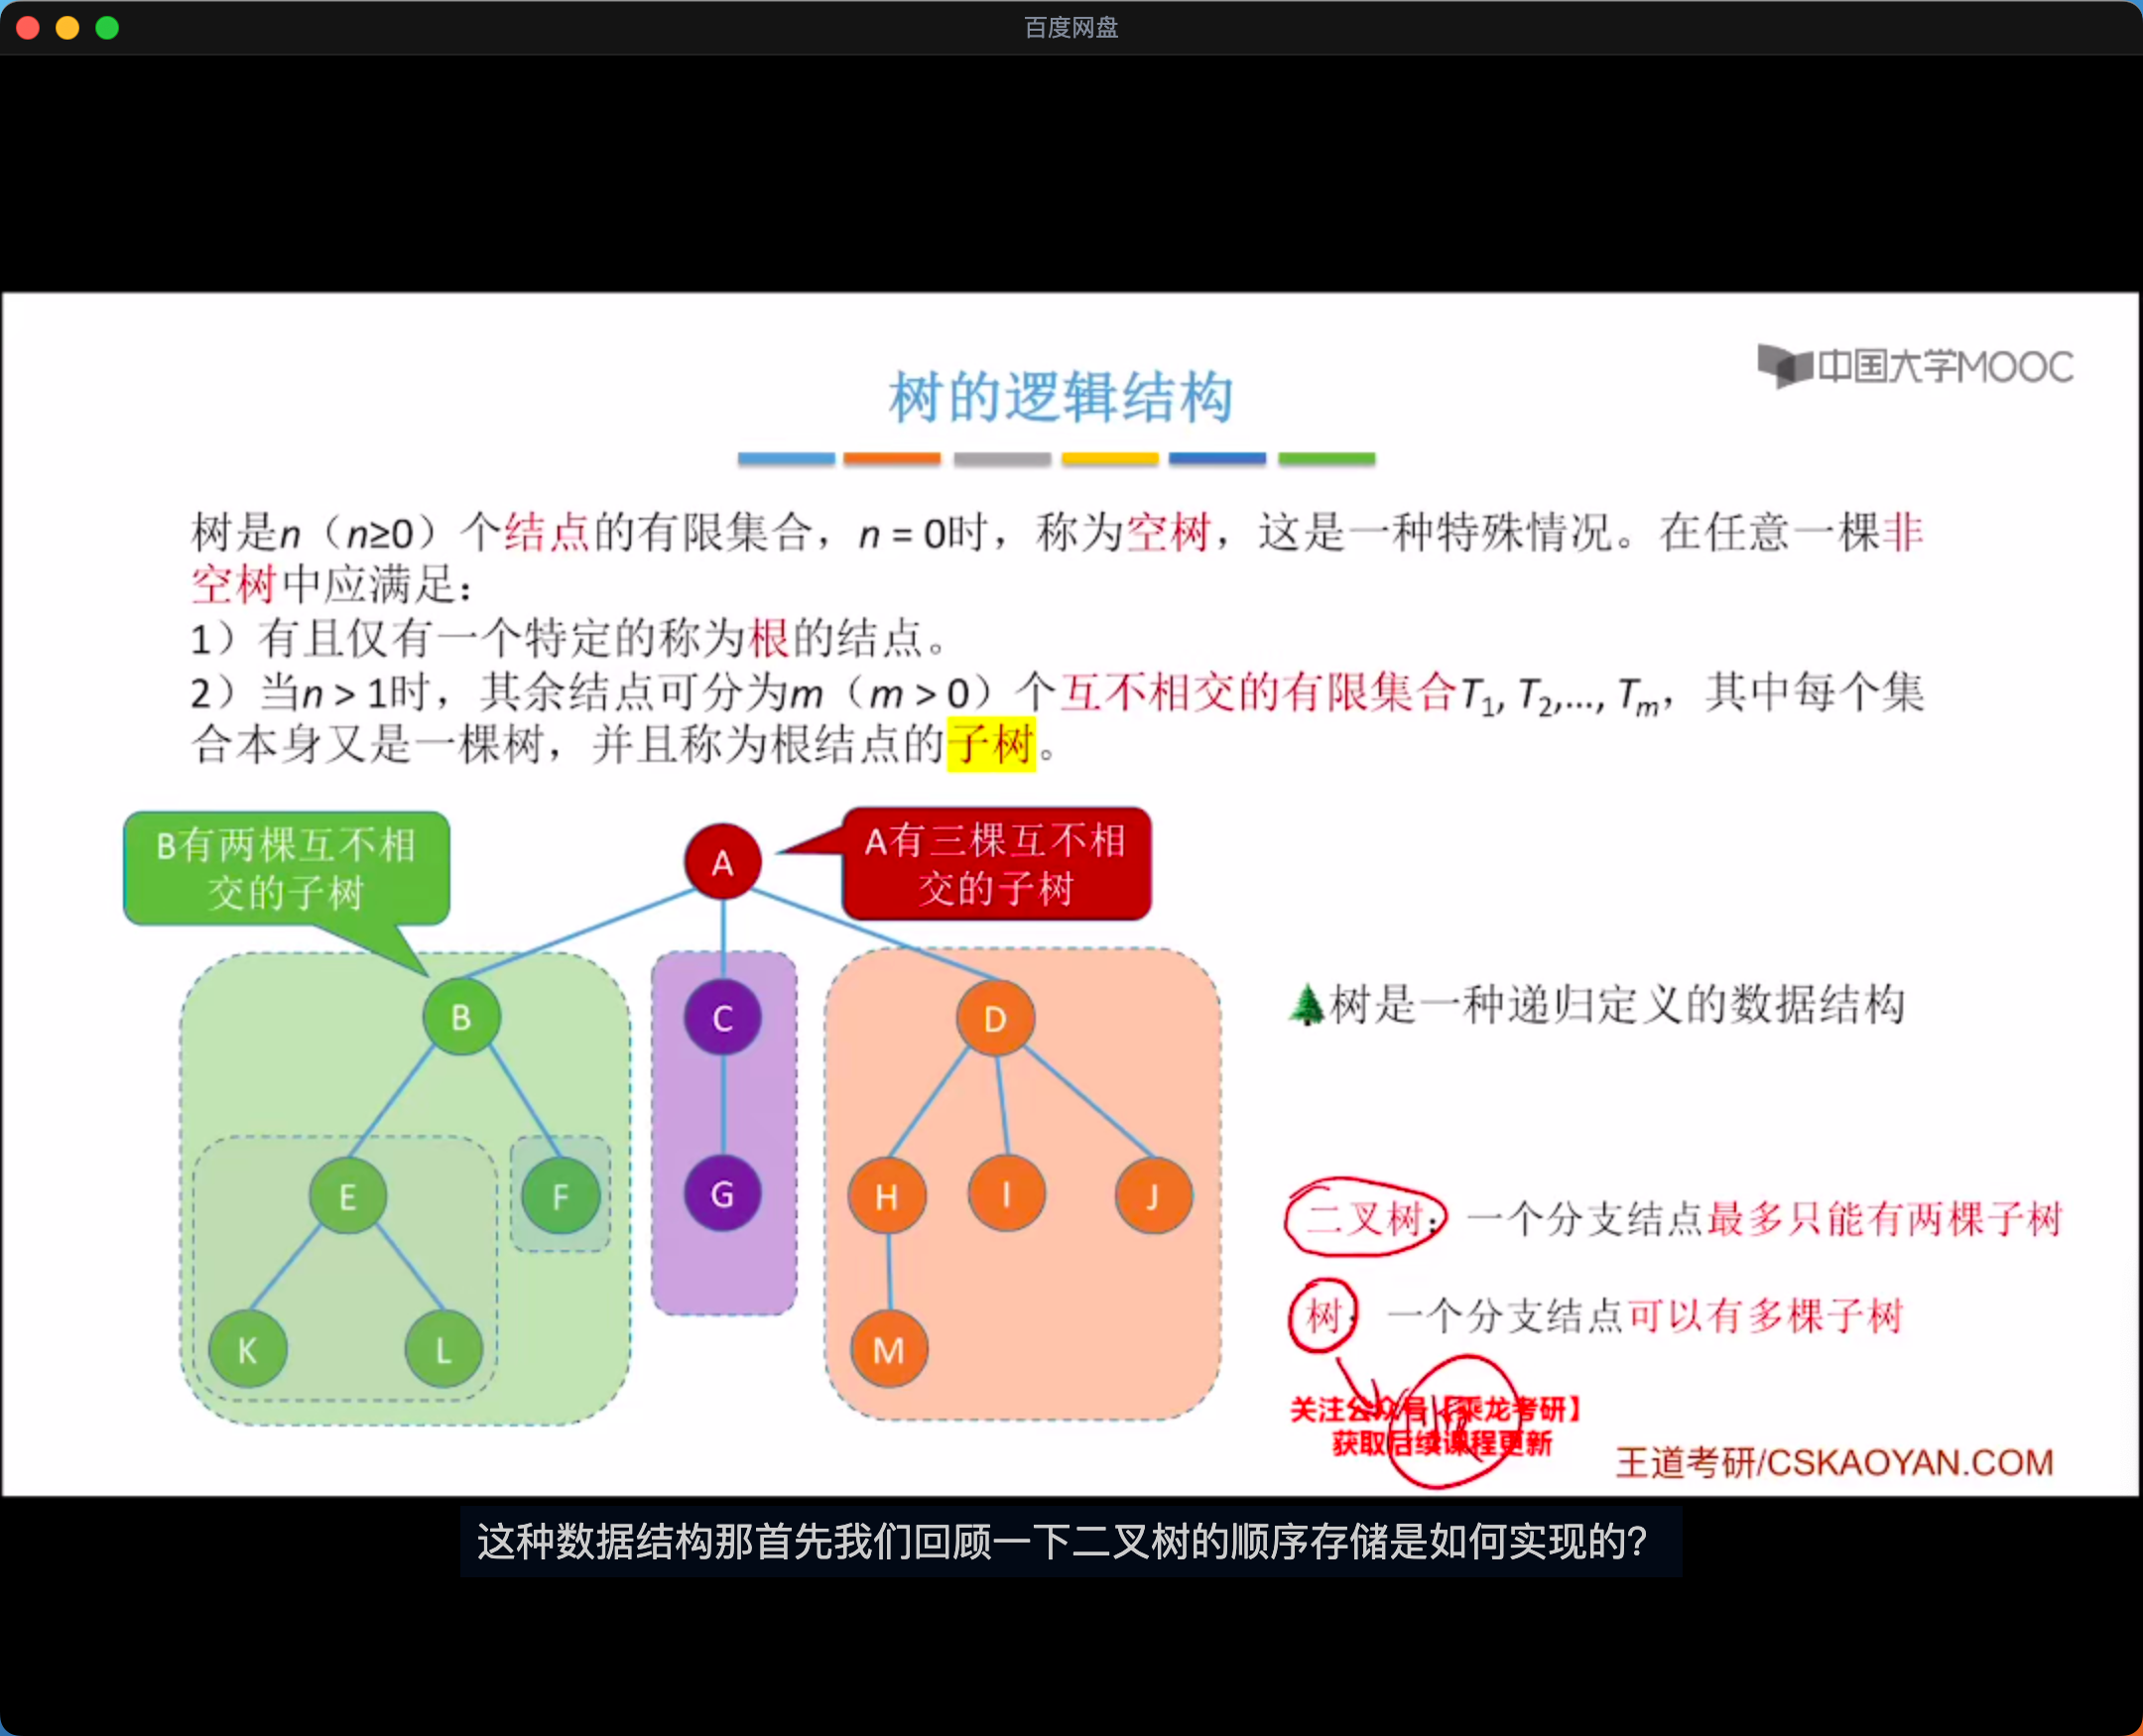 百度网盘
中国大学MOOC
树的逻辑结构
树是n（n≥0）个结点的有限集合，n = 0时，称为空树，这是一种特殊情况。在任意一棵非
空树中应满足：
1）有且仅有一个特定的称为根的结点。
2）当n > 1时，其余结点可分为m（m > 0）个互不相交的有限集合T1, T2,…, Tm，其中每个集
合本身又是一棵树，并且称为根结点的子树。
B有两棵互不相
交的子树
A有三棵互不相
交的子树
A
B
C
D
E
F
G
H
I
J
K
L
M
🌲树是一种递归定义的数据结构
二叉树：一个分支结点最多只能有两棵子树
树：一个分支结点可以有多棵子树
关注公众号【乘龙考研】
获取后续课程更新
王道考研/CSKAOYAN.COM
这种数据结构那首先我们回顾一下二叉树的顺序存储是如何实现的?